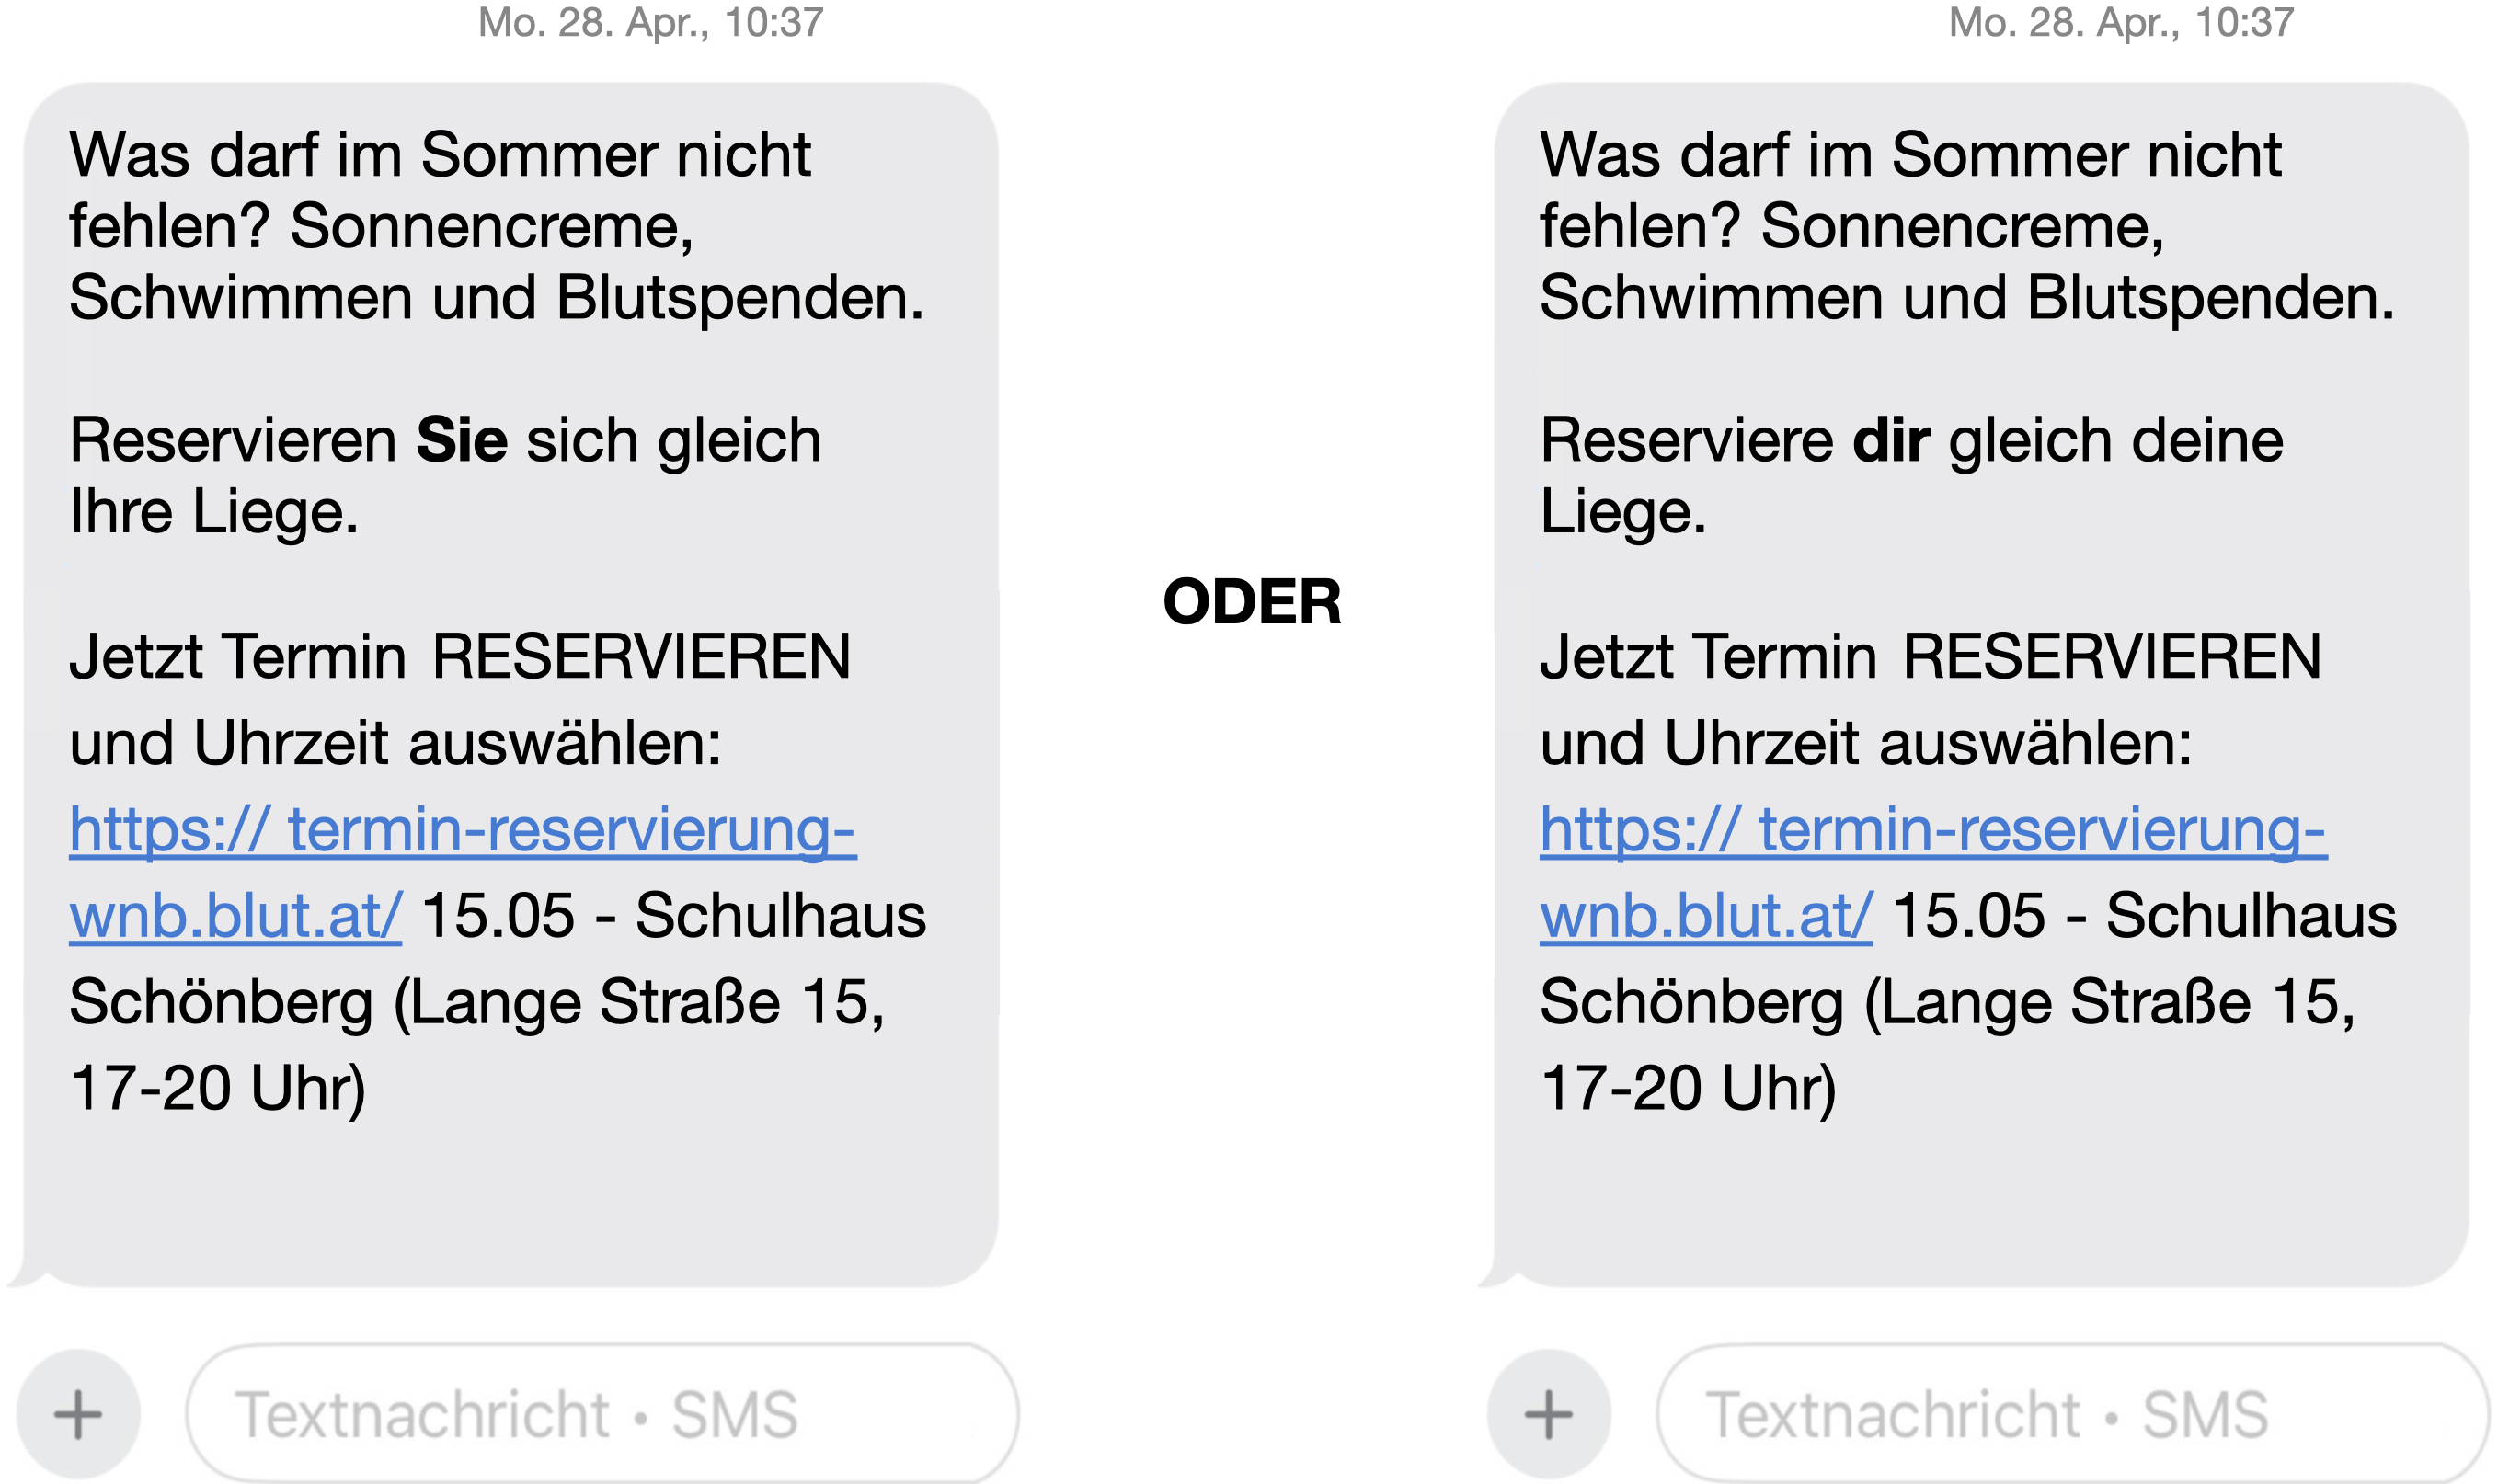 Mo. 28. Apr., 10:37
Was darf im Sommer nicht
fehlen? Sonnencreme,
Schwimmen und Blutspenden.
Reservieren Sie sich gleich
Ihre Liege.
Jetzt Termin RESERVIEREN
und Uhrzeit auswählen:
https:// termin-reservierung-
wnb.blut.at/ 15.05 - Schulhaus
Schönberg (Lange Straße 15,
17-20 Uhr)
Textnachricht • SMS
ODER
Mo. 28. Apr., 10:37
Was darf im Sommer nicht
fehlen? Sonnencreme,
Schwimmen und Blutspenden.
Reserviere dir gleich deine
Liege.
Jetzt Termin RESERVIEREN
und Uhrzeit auswählen:
https:// termin-reservierung-
wnb.blut.at/ 15.05 - Schulhaus
Schönberg (Lange Straße 15,
17-20 Uhr)
Textnachricht • SMS